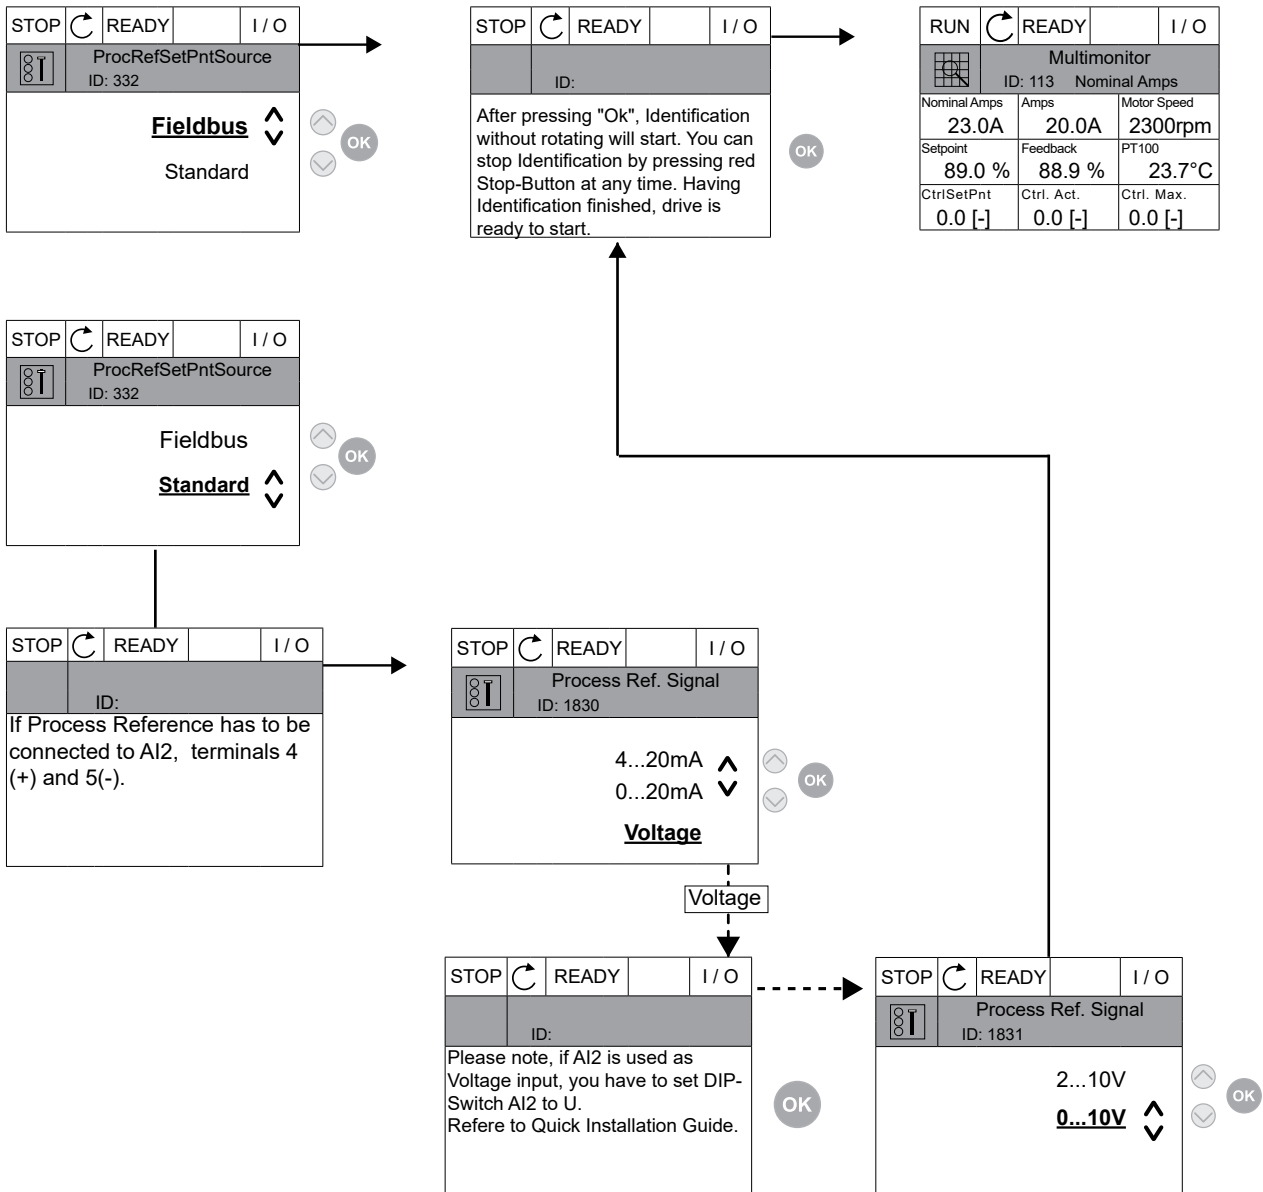 STOP READY I / O
ProcRefSetPntSource
ID: 332
Fieldbus
Standard
OK
STOP READY I / O
ID:
After pressing "Ok", Identification
without rotating will start. You can
stop Identification by pressing red
Stop-Button at any time. Having
Identification finished, drive is
ready to start.
OK
RUN READY I / O
Multimonitor
ID: 113 Nominal Amps
Nominal Amps Amps Motor Speed
23.0A 20.0A 2300rpm
Setpoint Feedback PT100
89.0 % 88.9 % 23.7°C
CtrlSetPnt Ctrl. Act. Ctrl. Max.
0.0 [-] 0.0 [-] 0.0 [-]
STOP READY I / O
ProcRefSetPntSource
ID: 332
Fieldbus
Standard
OK
STOP READY I / O
ID:
If Process Reference has to be
connected to AI2, terminals 4
(+) and 5(-).
STOP READY I / O
Process Ref. Signal
ID: 1830
4...20mA
0...20mA
Voltage
OK
Voltage
STOP READY I / O
ID:
Please note, if AI2 is used as
Voltage input, you have to set DIP-
Switch AI2 to U.
Refere to Quick Installation Guide.
OK
STOP READY I / O
Process Ref. Signal
ID: 1831
2...10V
0...10V
OK